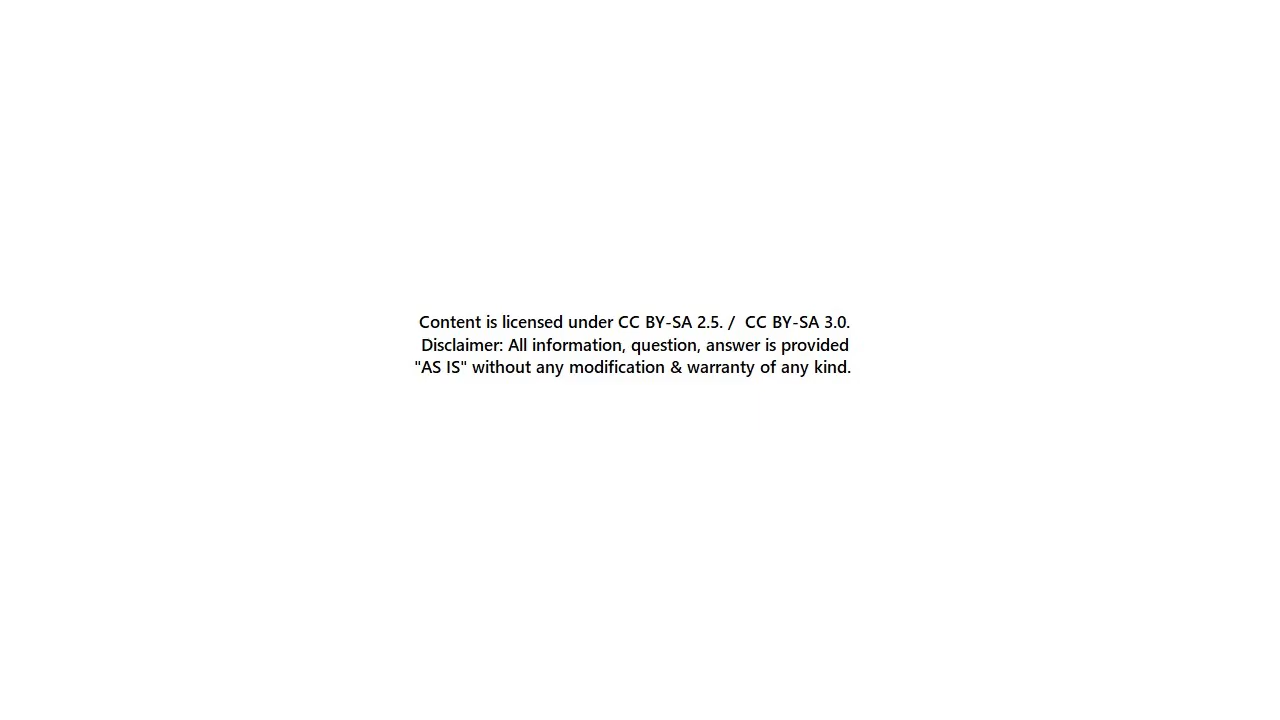 Content is licensed under CC BY-SA 2.5. /  CC BY-SA 3.0.
Disclaimer: All information, question, answer is provided
"AS IS" without any modification & warranty of any kind.